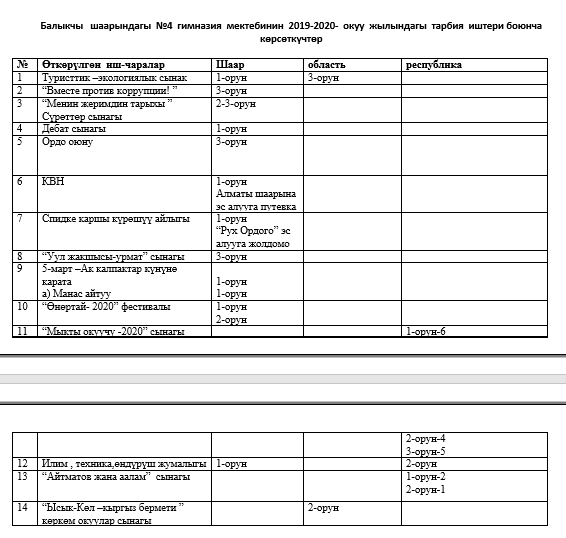 Балыкчы шаарындагы №4 гимназия мектебинин 2019-2020- окуу жылындагы тарбия иштери боюнча
көрсөткүчтөр
№ Өткөрүлгөн иш-чаралар Шаар область республика
1 Туристтик –экологиялык сынак 1-орун 3-орун
2 “Вместе против коррупции! ” 3-орун
3 “Менин жеримдин тарыхы ” 2-3-орун
Сүрөттөр сынагы
4 Дебат сынагы 1-орун
5 Ордо оюну 3-орун
6 КВН 1-орун
Алматы шаарына
эс алууга путевка
7 Спидке каршы күрөшүү айлыгы 1-орун
“Рух Ордого” эс
алууга жолдомо
8 “Уул жакшысы-урмат” сынагы 3-орун
9 5-март –Ак калпактар күнүнө
карата 1-орун
а) Манас айтуу 1-орун
10 “Өнөртай- 2020” фестивалы 1-орун
2-орун
11 “Мыкты окуучу -2020” сынагы 1-орун-6
2-орун-4
3-орун-5
12 Илим , техника,өндүрүш жумалыгы 1-орун 2-орун
13 “Айтматов жана аалам” сынагы 1-орун-2
2-орун-1
14 “Ысык-Көл –кыргыз бермети ” 2-орун
көркөм окуулар сынагы